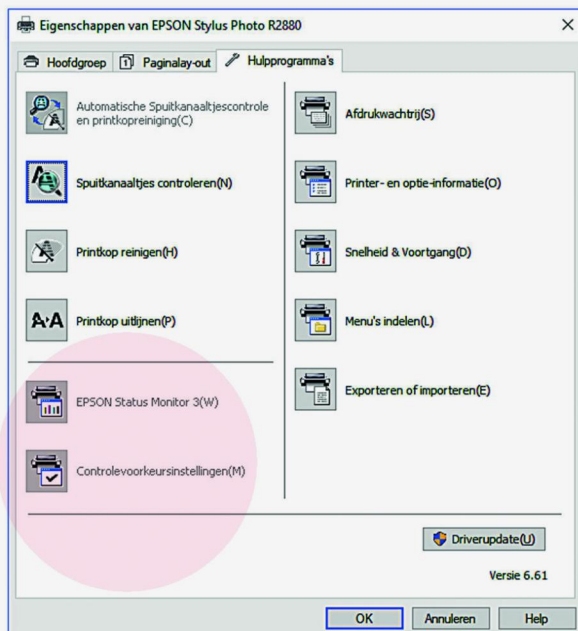 Eigenschappen van EPSON Stylus Photo R2880
Hoofdgroep
Paginalay-out
Hulpprogramma's
Automatische Spuitkanaaltjescontrole
en printkopreiniging(C)
Spuitkanaaltjes controleren(N)
Printkop reinigen(H)
Printkop uitlijnen(P)
EPSON Status Monitor 3(W)
Controlevoorkeursinstellingen(M)
Afdrukwachtrij(S)
Printer- en optie-informatie(O)
Snelheid & Voortgang(D)
Menu's indelen(L)
Exporteren of importeren(E)
Driverupdate(U)
Versie 6.61
OK
Annuleren
Help